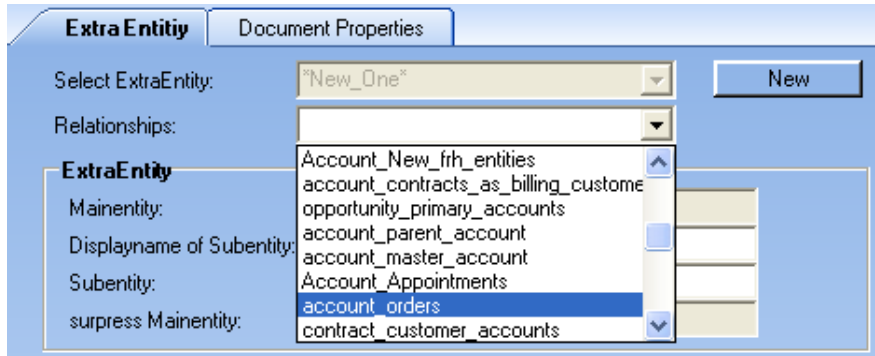 Extra Entitiy Document Properties
Select ExtraEntity: *New_One* New
Relationships:
Account_New_frh_entities
ExtraEntity account_contracts_as_billing_custome
Mainentity: opportunity_primary_accounts
account_parent_account
Displayname of Subentity: account_master_account
Subentity: Account_Appointments
account_orders
surpress Mainentity: contract_customer_accounts